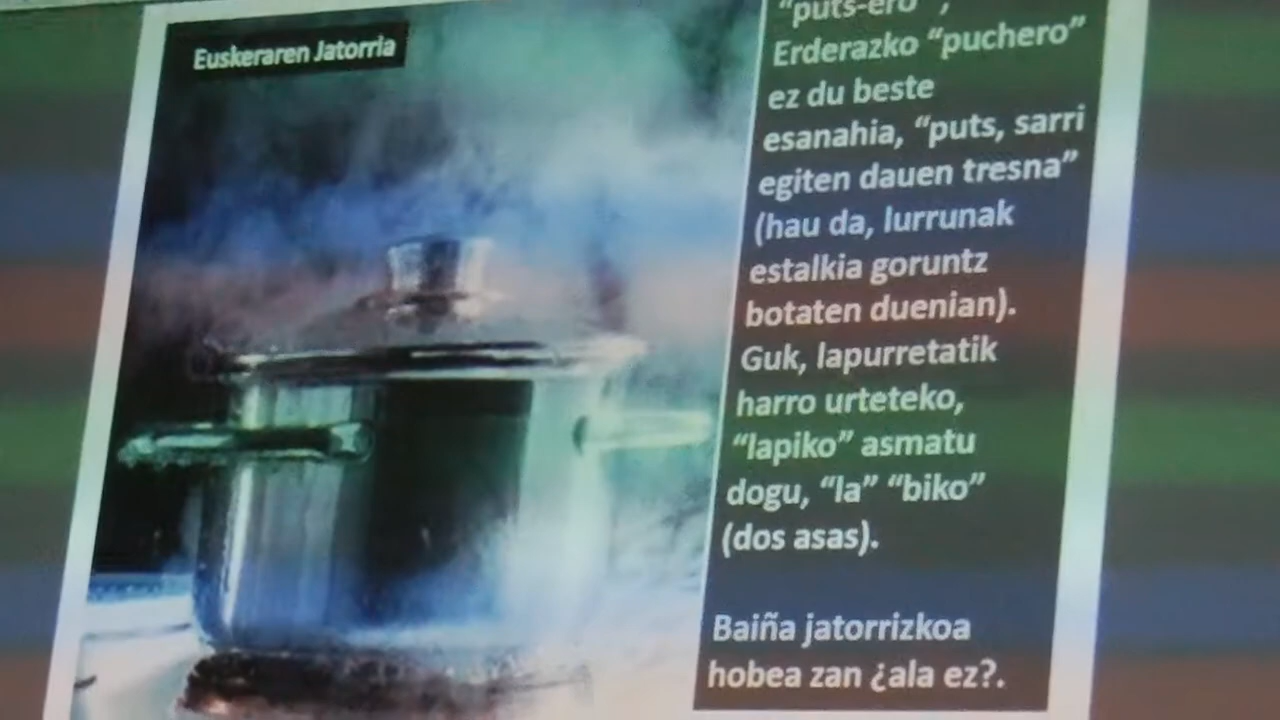 Euskeraren Jatorria
"puts-ero",
Erderazko "puchero"
ez du beste
esanahia, "puts, sarri
egiten dauen tresna"
(hau da, lurrunak
estalkia goruntz
botaten duenian).
Guk, lapurretatik
harro urteteko,
"lapiko" asmatu
dogu, "la" "biko"
(dos asas).
Baiña jatorrizkoa
hobea zan ¿ala ez?.